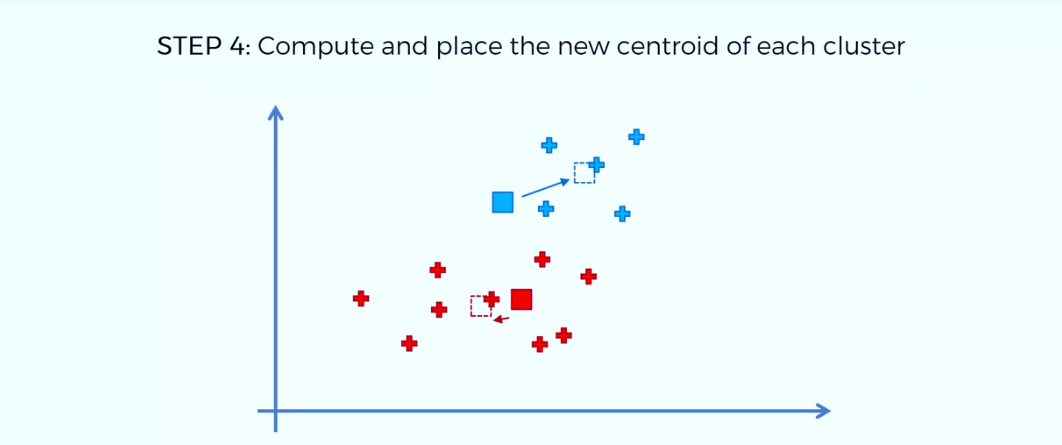 STEP 4: Compute and place the new centroid of each cluster